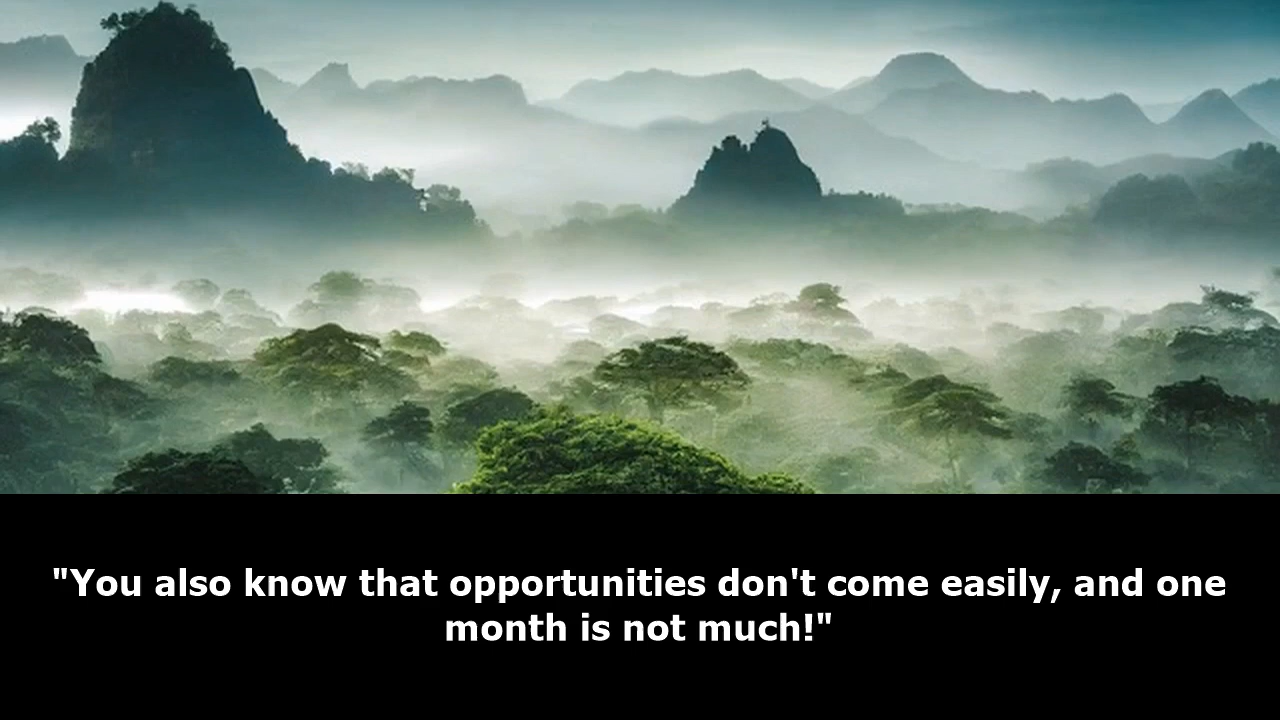 "You also know that opportunities don't come easily, and one
month is not much!"